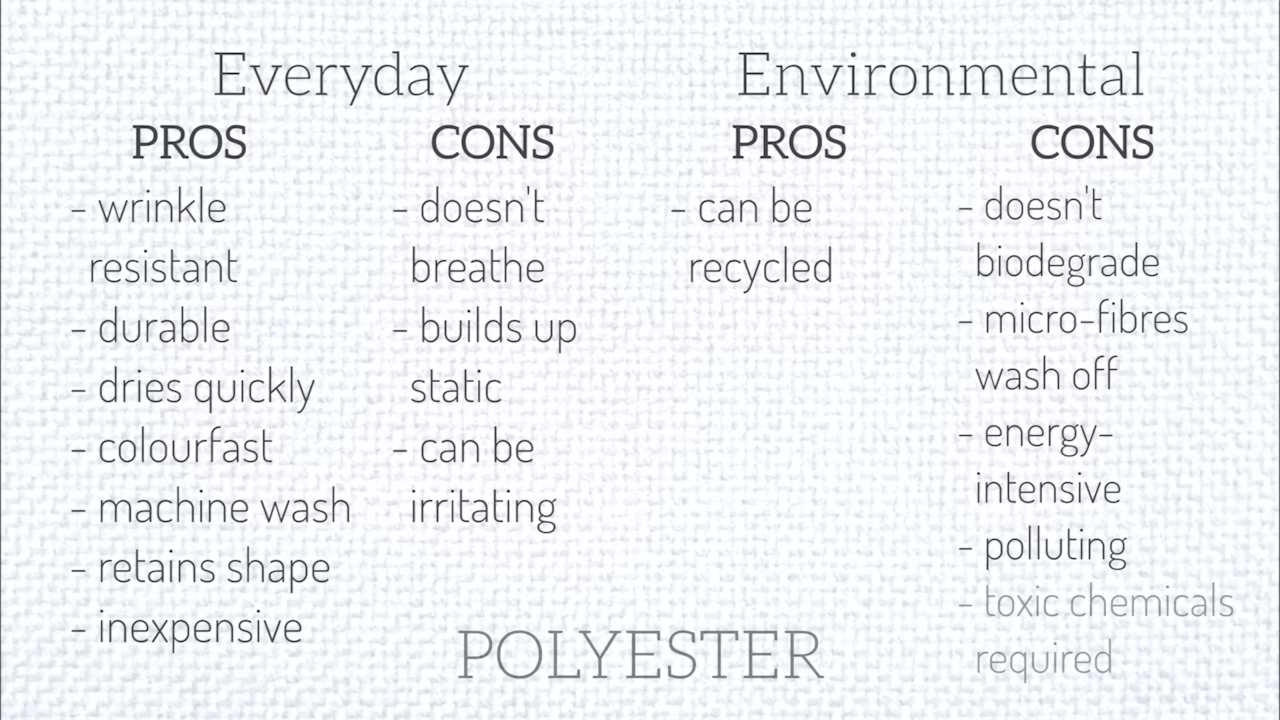 Everyday
PROS
- wrinkle
resistant
- durable
- dries quickly
- colourfast
- machine wash
- retains shape
- inexpensive
CONS
- doesn't
breathe
- builds up
static
- can be
irritating
Environmental
PROS
- can be
recycled
CONS
- doesn't
biodegrade
- micro-fibres
wash off
- energy-
intensive
- polluting
- toxic chemicals
required
POLYESTER